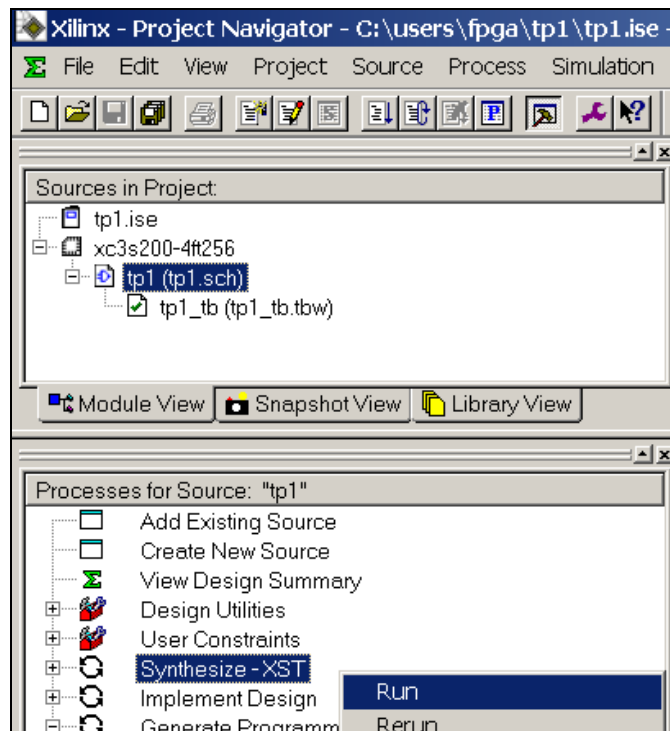 Xilinx - Project Navigator - C:\users\fpga\tp1\tp1.ise -
File Edit View Project Source Process Simulation
Sources in Project:
tp1.ise
xc3s200-4ft256
tp1 (tp1.sch)
tp1_tb (tp1_tb.tbw)
Module View Snapshot View Library View
Processes for Source: "tp1"
Add Existing Source
Create New Source
View Design Summary
Design Utilities
User Constraints
Synthesize - XST
Run
Implement Design
Generate Programm
Rerun